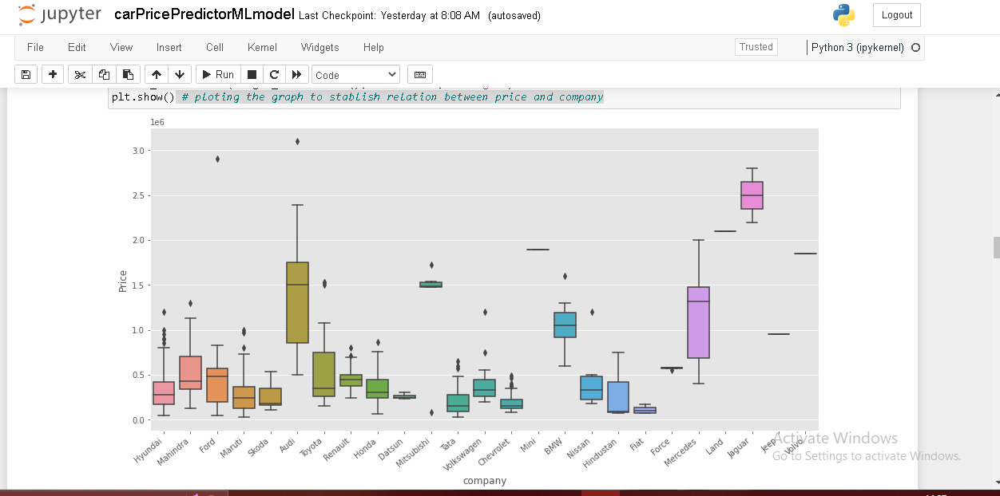 jupyter carPricePredictorMLmodel Last Checkpoint: Yesterday at 8:08 AM (autosaved)
Logout
File Edit View Insert Cell Kernel Widgets Help
Trusted
Python 3 (ipykernel)
Run
Code
plt.show() # ploting the graph to stablish relation between price and company
1e6
3.0
2.5
2.0
1.5
1.0
0.5
0.0
Price
Hyundai
Mahindra
Ford
Maruti
Skoda
Audi
Toyota
Renault
Honda
Datsun
Mitsubishi
Tata
Volkswagen
Chevrolet
Mini
BMW
Nissan
Hindustan
Fiat
Force
Mercedes
Land
Jaguar
Jeep
Volvo
company
Activate Windows
Go to Settings to activate Windows.